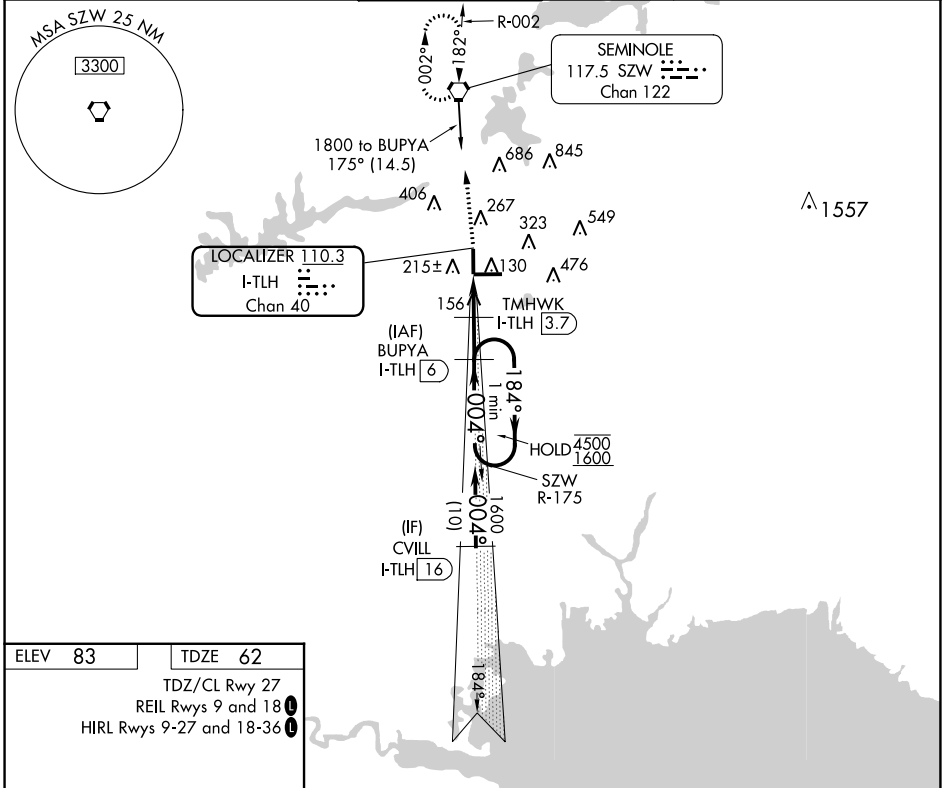 MSA SZW 25 NM
3300
R-002
002°
182°
SEMINOLE
117.5 SZW
Chan 122
1800 to BUPYA
175° (14.5)
686
845
406
267
323
549
1557
LOCALIZER 110.3
I-TLH
Chan 40
215±
130
476
156
TMHWK
I-TLH 3.7
(IAF)
BUPYA
I-TLH 6
184°
1 min
004°
HOLD 4500
1600
SZW
R-175
004°
1600
(10)
(IF)
CVILL
I-TLH 16
184°
ELEV 83
TDZE 62
TDZ/CL Rwy 27
REIL Rwys 9 and 18 L
HIRL Rwys 9-27 and 18-36 L